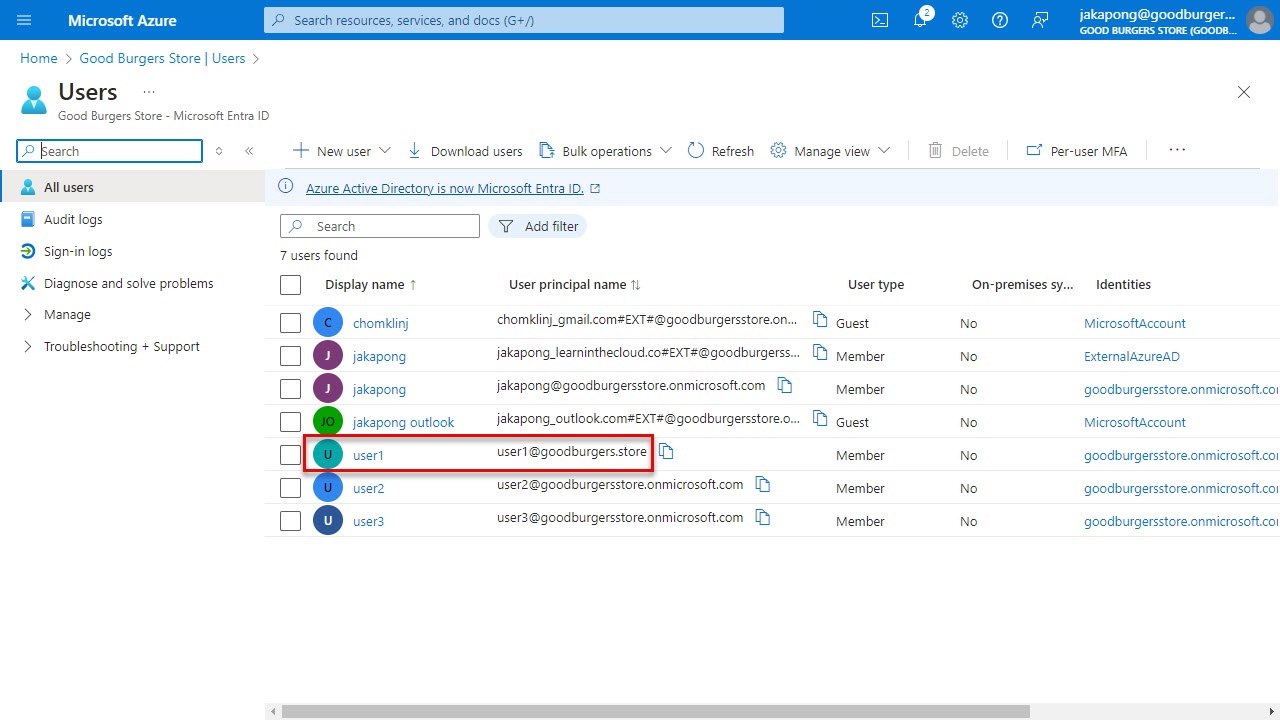 Microsoft Azure
Search resources, services, and docs (G+/)
2
jakapong@goodburger...
GOOD BURGERS STORE (GOODB...
Home > Good Burgers Store | Users >
Users ...
Good Burgers Store - Microsoft Entra ID
Search
New user Download users Bulk operations Refresh Manage view Delete Per-user MFA ...
All users
Audit logs
Sign-in logs
Diagnose and solve problems
Manage
Troubleshooting + Support
Azure Active Directory is now Microsoft Entra ID.
Search Add filter
7 users found
Display name ↑ User principal name ↑↓ User type On-premises sy... Identities
C chomklinj chomklinj_gmail.com#EXT#@goodburgersstore.on... Guest No MicrosoftAccount
J jakapong jakapong_learninthecloud.co#EXT#@goodburgerss... Member No ExternalAzureAD
J jakapong jakapong@goodburgersstore.onmicrosoft.com Member No goodburgersstore.onmicrosoft.co
JO jakapong outlook jakapong_outlook.com#EXT#@goodburgersstore.o... Guest No MicrosoftAccount
U user1 user1@goodburgers.store Member No goodburgersstore.onmicrosoft.co
U user2 user2@goodburgersstore.onmicrosoft.com Member No goodburgersstore.onmicrosoft.co
U user3 user3@goodburgersstore.onmicrosoft.com Member No goodburgersstore.onmicrosoft.co